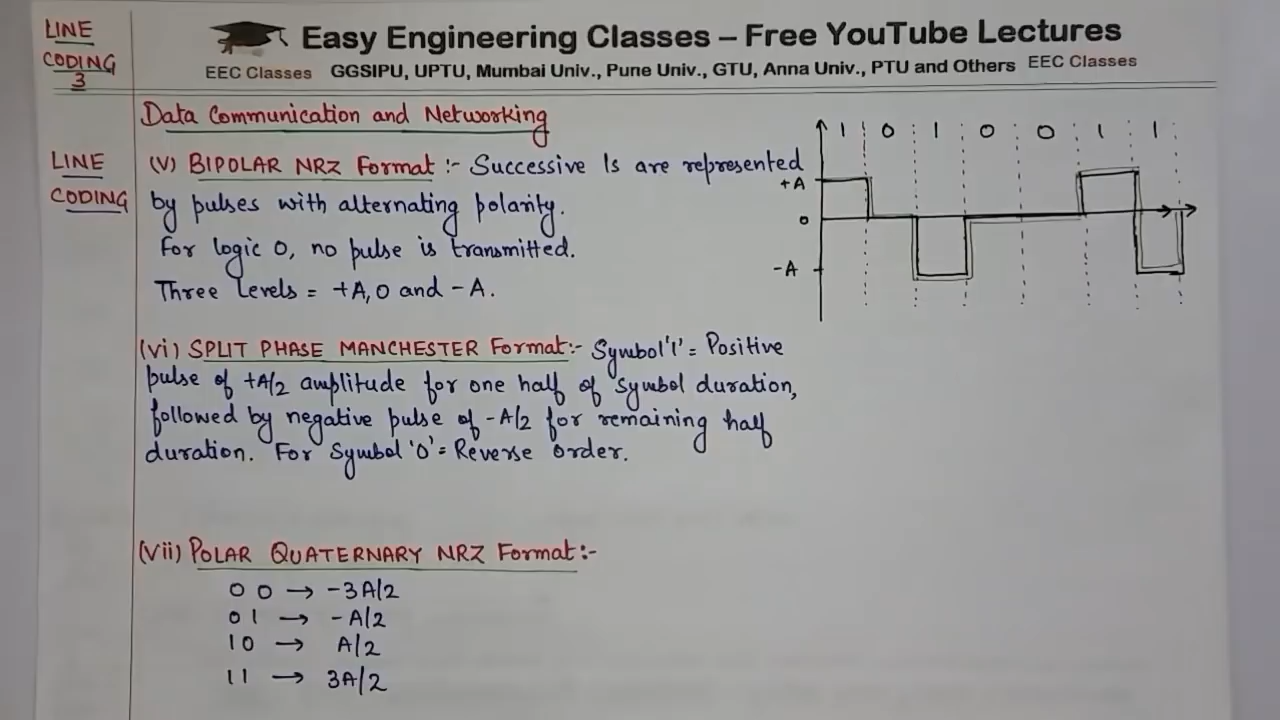 LINE
CODING
3
Easy Engineering Classes – Free YouTube Lectures
EEC Classes GGSIPU, UPTU, Mumbai Univ., Pune Univ., GTU, Anna Univ., PTU and Others EEC Classes
Data Communication and Networking
LINE
CODING
(V) BIPOLAR NRZ Format :- Successive 1s are represented
by pulses with alternating polarity.
For logic 0, no pulse is transmitted.
Three Levels = +A, 0 and -A.
1 0 1 0 0 1 1
+A
0
-A
(vi) SPLIT PHASE MANCHESTER Format:- Symbol '1' = Positive
pulse of +A/2 amplitude for one half of symbol duration,
followed by negative pulse of -A/2 for remaining half
duration. For Symbol '0' = Reverse order.
(Vii) POLAR QUATERNARY NRZ Format:-
0 0 → -3A/2
0 1 → -A/2
1 0 → A/2
1 1 → 3A/2